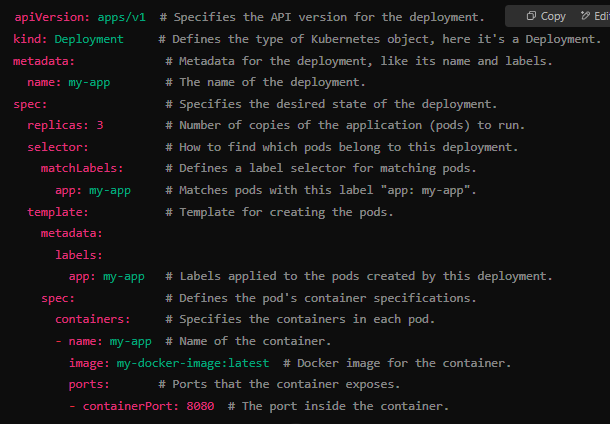 apiVersion: apps/v1  # Specifies the API version for the deployment.
Copy
Edi
kind: Deployment     # Defines the type of Kubernetes object, here it's a Deployment.
metadata:             # Metadata for the deployment, like its name and labels.
  name: my-app        # The name of the deployment.
spec:                 # Specifies the desired state of the deployment.
  replicas: 3         # Number of copies of the application (pods) to run.
  selector:           # How to find which pods belong to this deployment.
    matchLabels:      # Defines a label selector for matching pods.
      app: my-app     # Matches pods with this label "app: my-app".
  template:           # Template for creating the pods.
    metadata:
      labels:
        app: my-app   # Labels applied to the pods created by this deployment.
    spec:             # Defines the pod's container specifications.
      containers:     # Specifies the containers in each pod.
      - name: my-app  # Name of the container.
        image: my-docker-image:latest  # Docker image for the container.
        ports:       # Ports that the container exposes.
        - containerPort: 8080  # The port inside the container.